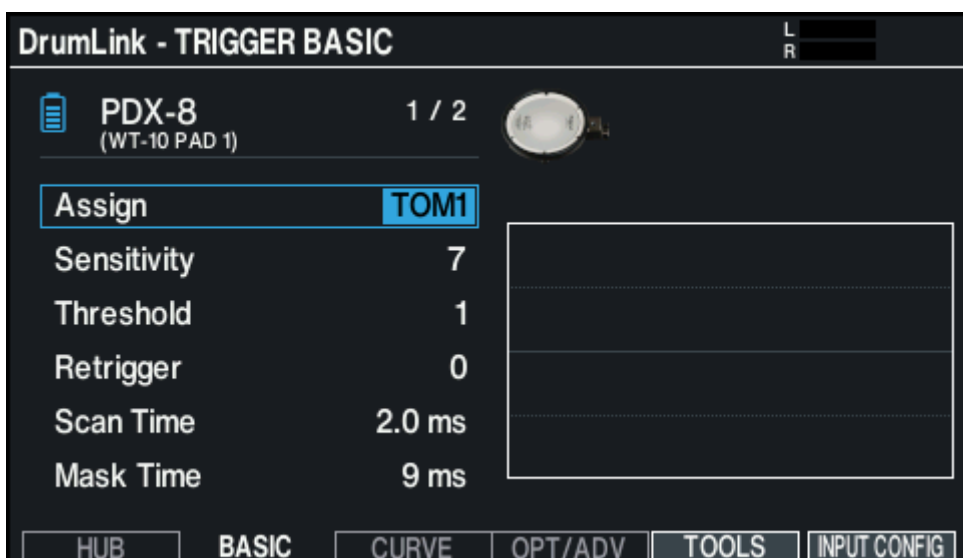 DrumLink - TRIGGER BASIC
L
R
PDX-8 1 / 2
(WT-10 PAD 1)
Assign TOM1
Sensitivity 7
Threshold 1
Retrigger 0
Scan Time 2.0 ms
Mask Time 9 ms
HUB BASIC CURVE OPT/ADV TOOLS INPUT CONFIG